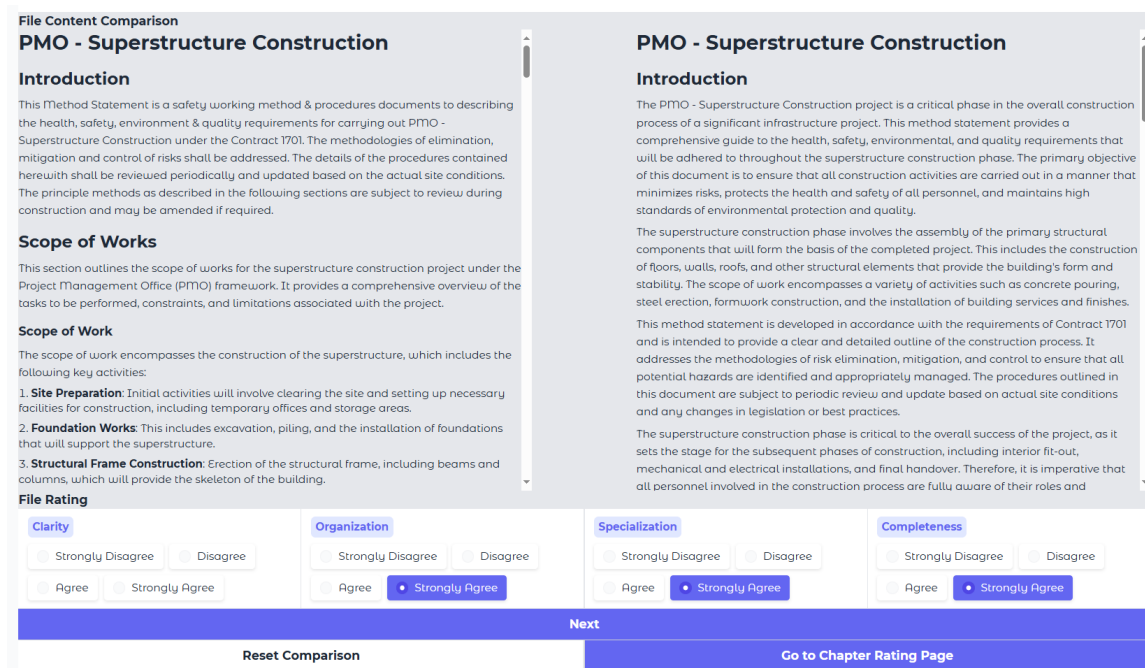 File Content Comparison
PMO - Superstructure Construction
Introduction
This Method Statement is a safety working method & procedures documents to describing
the health, safety, environment & quality requirements for carrying out PMO -
Superstructure Construction under the Contract 1701. The methodologies of elimination,
mitigation and control of risks shall be addressed. The details of the procedures contained
herewith shall be reviewed periodically and updated based on the actual site conditions.
The principle methods as described in the following sections are subject to review during
construction and may be amended if required.
Scope of Works
This section outlines the scope of works for the superstructure construction project under the
Project Management Office (PMO) framework. It provides a comprehensive overview of the
tasks to be performed, constraints, and limitations associated with the project.
Scope of Work
The scope of work encompasses the construction of the superstructure, which includes the
following key activities:
1. Site Preparation: Initial activities will involve clearing the site and setting up necessary
facilities for construction, including temporary offices and storage areas.
2. Foundation Works: This includes excavation, piling, and the installation of foundations
that will support the superstructure.
3. Structural Frame Construction: Erection of the structural frame, including beams and
columns, which will provide the skeleton of the building.
PMO - Superstructure Construction
Introduction
The PMO - Superstructure Construction project is a critical phase in the overall construction
process of a significant infrastructure project. This method statement provides a
comprehensive guide to the health, safety, environmental, and quality requirements that
will be adhered to throughout the superstructure construction phase. The primary objective
of this document is to ensure that all construction activities are carried out in a manner that
minimizes risks, protects the health and safety of all personnel, and maintains high
standards of environmental protection and quality.
The superstructure construction phase involves the assembly of the primary structural
components that will form the basis of the completed project. This includes the construction
of floors, walls, roofs, and other structural elements that provide the building's form and
stability. The scope of work encompasses a variety of activities such as concrete pouring,
steel erection, formwork construction, and the installation of building services and finishes.
This method statement is developed in accordance with the requirements of Contract 1701
and is intended to provide a clear and detailed outline of the construction process. It
addresses the methodologies of risk elimination, mitigation, and control to ensure that all
potential hazards are identified and appropriately managed. The procedures outlined in
this document are subject to periodic review and update based on actual site conditions
and any changes in legislation or best practices.
The superstructure construction phase is critical to the overall success of the project, as it
sets the stage for the subsequent phases of construction, including interior fit-out,
mechanical and electrical installations, and final handover. Therefore, it is imperative that
all personnel involved in the construction process are fully aware of their roles and
File Rating
Clarity
Strongly Disagree Disagree
Agree Strongly Agree
Organization
Strongly Disagree Disagree
Agree Strongly Agree
Specialization
Strongly Disagree Disagree
Agree Strongly Agree
Completeness
Strongly Disagree Disagree
Agree Strongly Agree
Next
Reset Comparison
Go to Chapter Rating Page